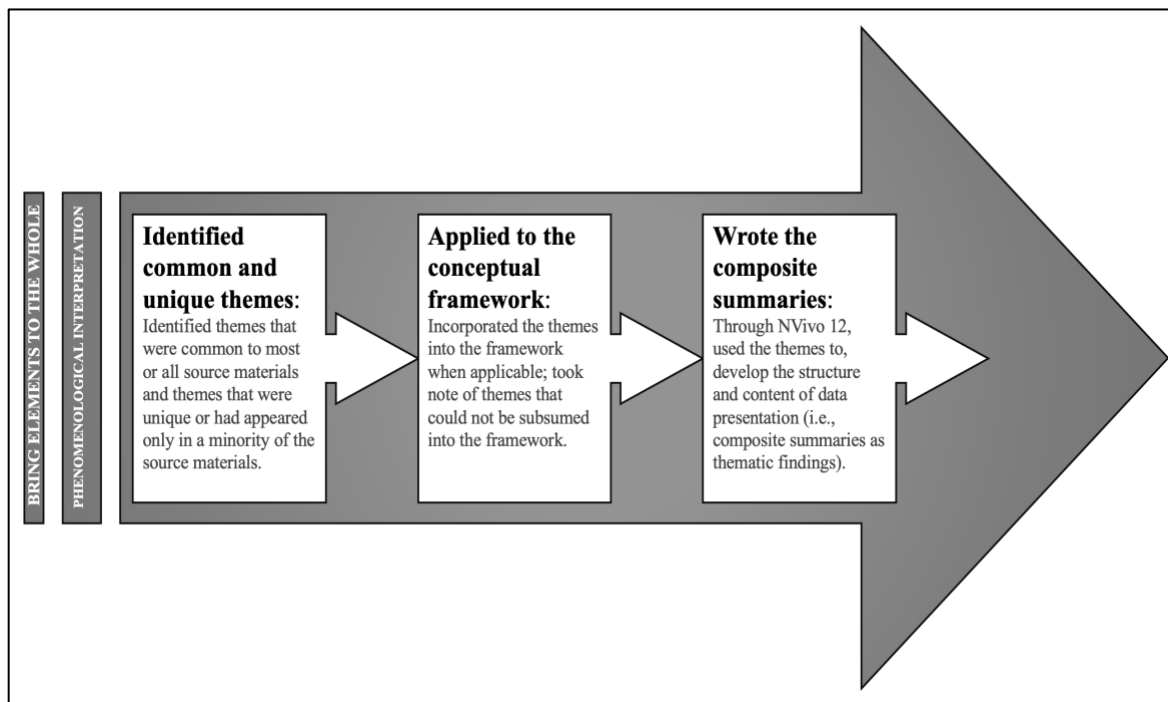 BRING ELEMENTS TO THE WHOLE
PHENOMENOLOGICAL INTERPRETATION
Identified
common and
unique themes:
Identified themes that
were common to most
or all source materials
and themes that were
unique or had appeared
only in a minority of the
source materials.
Applied to the
conceptual
framework:
Incorporated the themes
into the framework
when applicable; took
note of themes that
could not be subsumed
into the framework.
Wrote the
composite
summaries:
Through NVivo 12,
used the themes to,
develop the structure
and content of data
presentation (i.e.,
composite summaries as
thematic findings).